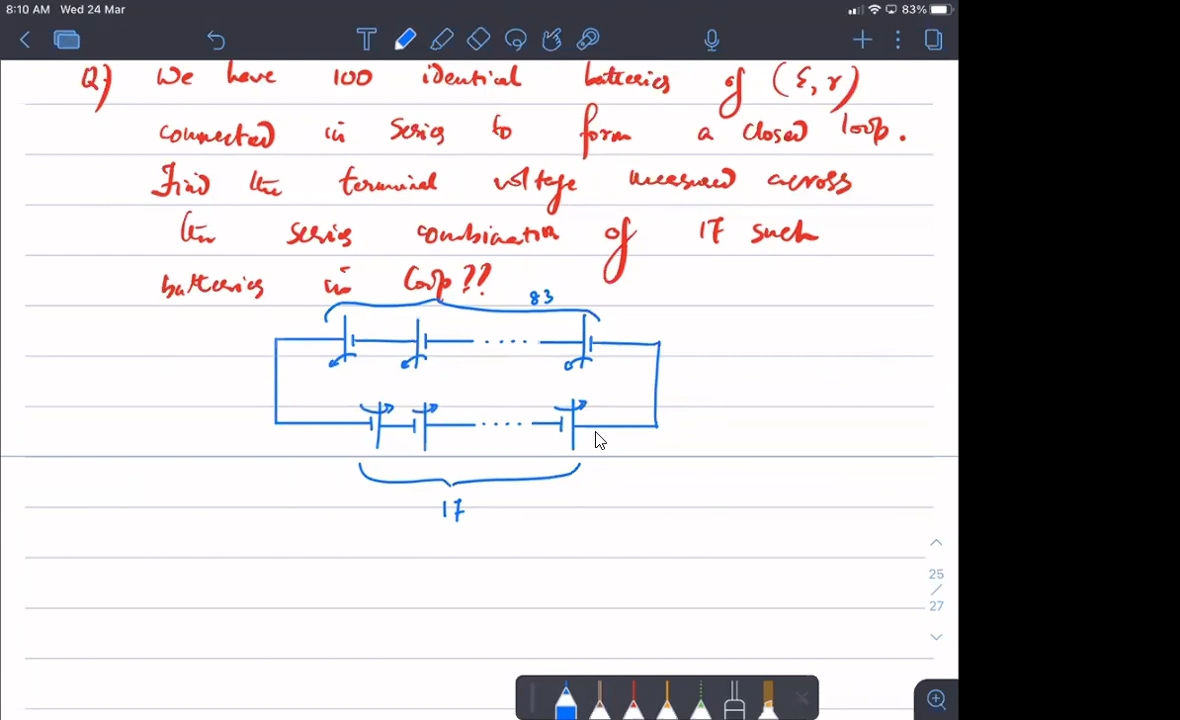 8:10 AM Wed 24 Mar
83%
Q) We have 100 identical batteries of (ℰ, r)
connected in series to form a closed loop.
Find the terminal voltage measured across
the series combination of 17 such
batteries in loop??
83
17
25
/
27